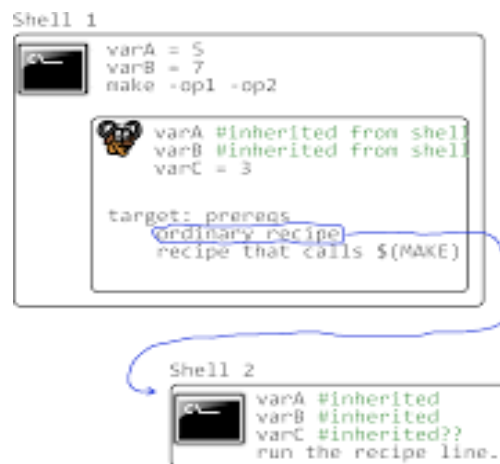 Shell 1
varA = 5
varB = 7
make -op1 -op2
varA #inherited from shell
varB #inherited from shell
varC = 3
target: prereqs
ordinary recipe
recipe that calls $(MAKE)
Shell 2
varA #inherited
varB #inherited
varC #inherited??
run the recipe line.